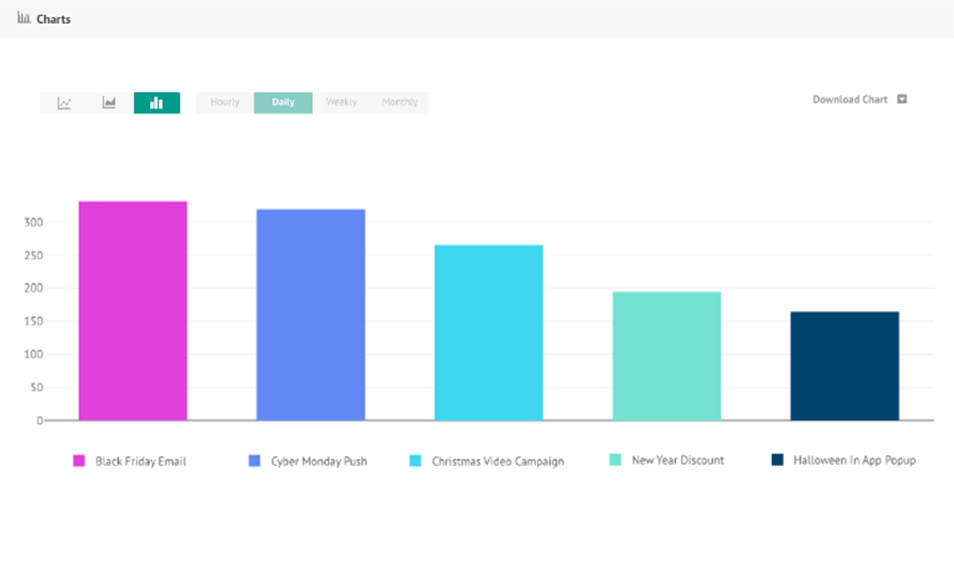 Charts
Hourly Daily Weekly Monthly
Download Chart
300
250
200
150
100
50
0
Black Friday Email Cyber Monday Push Christmas Video Campaign New Year Discount Halloween In App Popup